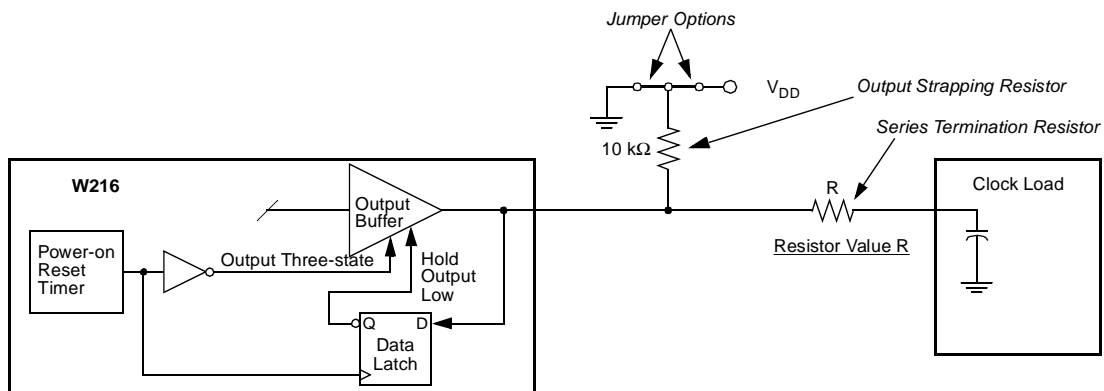 Jumper Options
V_DD
Output Strapping Resistor
Series Termination Resistor
10 kΩ
W216
Output
Buffer
R
Clock Load
Resistor Value R
Power-on
Reset
Timer
Output Three-state
Hold
Output
Low
Q
D
Data
Latch